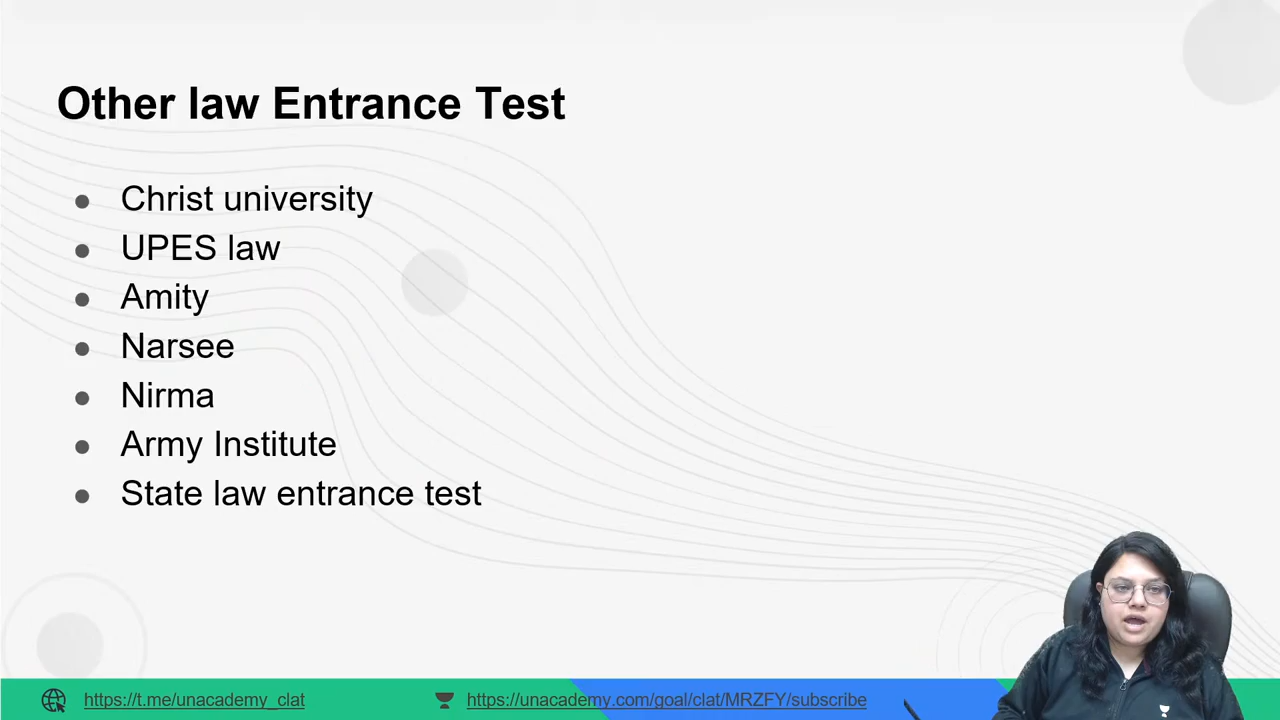 Other law Entrance Test
● Christ university
● UPES law
● Amity
● Narsee
● Nirma
● Army Institute
● State law entrance test
https://t.me/unacademy_clat
https://unacademy.com/goal/clat/MRZFY/subscribe